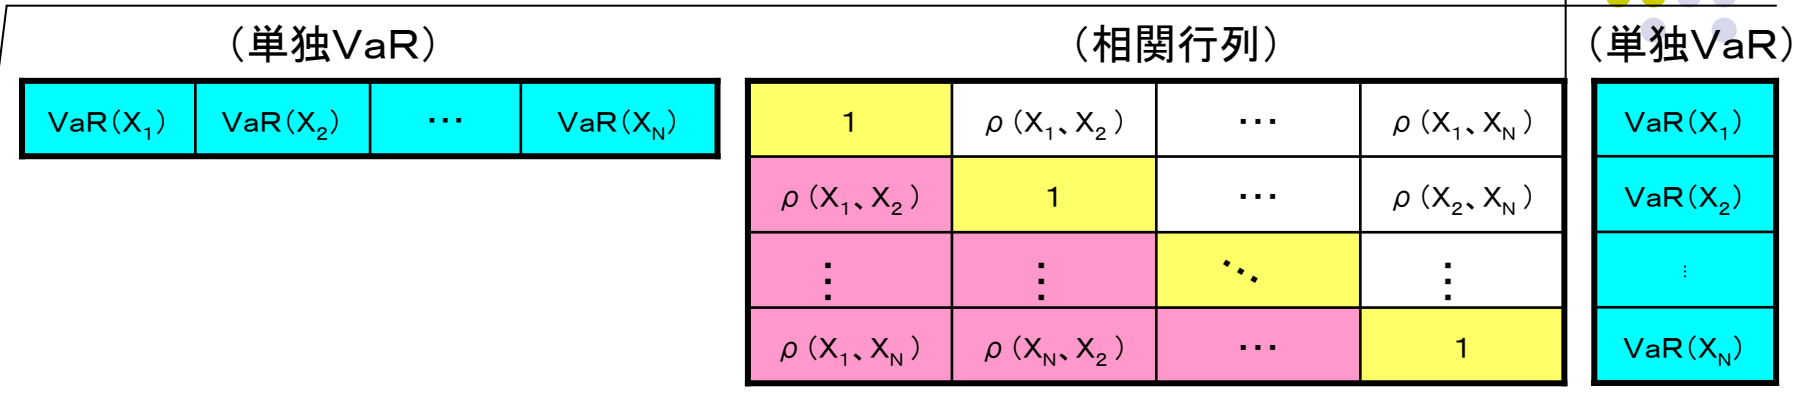 （単独VaR） （相関行列） （単独VaR）
VaR（X1） VaR（X2） ･･･ VaR（XN） 1 ρ（X1、X2） ･･･ ρ（X1、XN） VaR（X1）
ρ（X1、X2） 1 ･･･ ρ（X2、XN） VaR（X2）
⋮ ⋮ ⋱ ⋮ ⋮
ρ（X1、XN） ρ（XN、X2） ･･･ 1 VaR（XN）